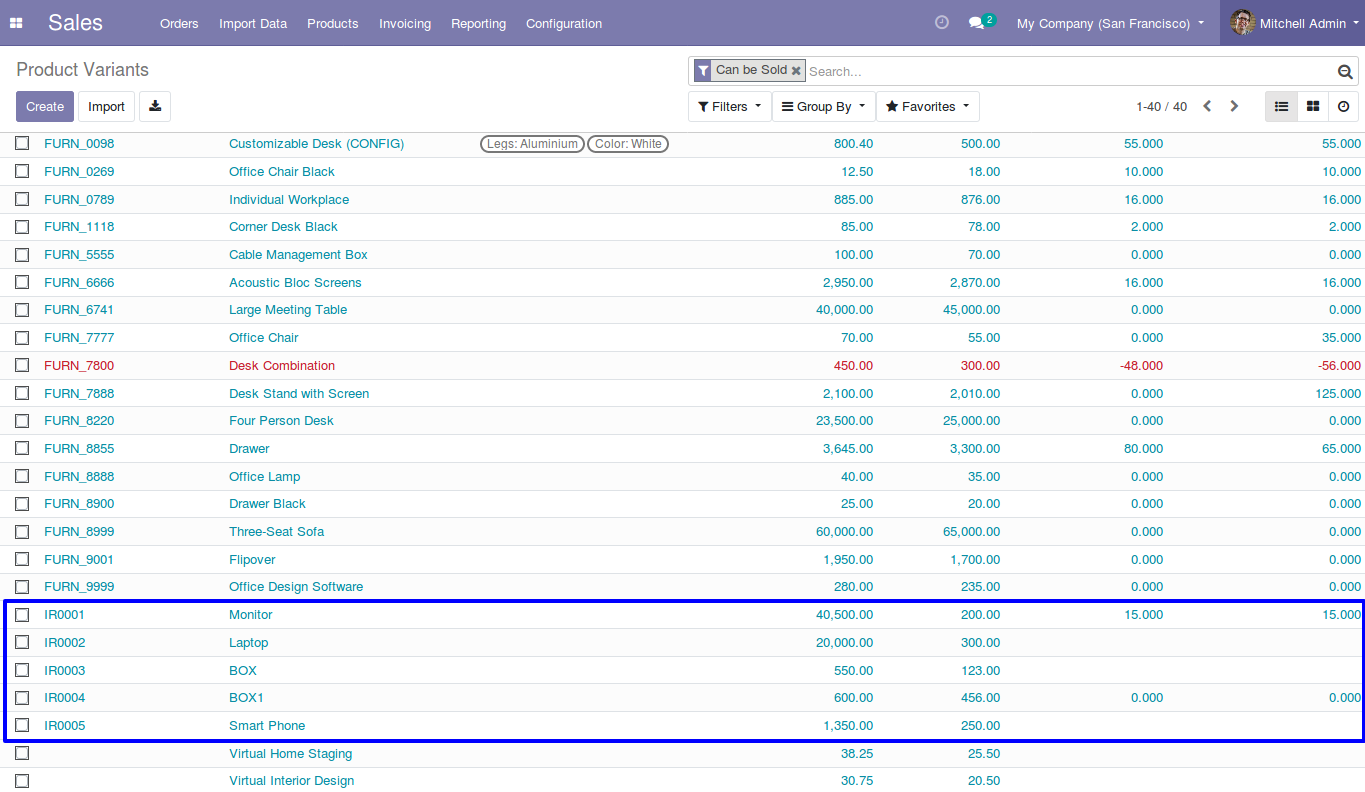 Sales Orders Import Data Products Invoicing Reporting Configuration 2 My Company (San Francisco) Mitchell Admin
Product Variants Can be Sold Search...
Create Import Filters Group By Favorites 1-40 / 40
FURN_0098 Customizable Desk (CONFIG) Legs: Aluminium Color: White 800.40 500.00 55.000 55.000
FURN_0269 Office Chair Black 12.50 18.00 10.000 10.000
FURN_0789 Individual Workplace 885.00 876.00 16.000 16.000
FURN_1118 Corner Desk Black 85.00 78.00 2.000 2.000
FURN_5555 Cable Management Box 100.00 70.00 0.000 0.000
FURN_6666 Acoustic Bloc Screens 2,950.00 2,870.00 16.000 16.000
FURN_6741 Large Meeting Table 40,000.00 45,000.00 0.000 0.000
FURN_7777 Office Chair 70.00 55.00 0.000 35.000
FURN_7800 Desk Combination 450.00 300.00 -48.000 -56.000
FURN_7888 Desk Stand with Screen 2,100.00 2,010.00 0.000 125.000
FURN_8220 Four Person Desk 23,500.00 25,000.00 0.000 0.000
FURN_8855 Drawer 3,645.00 3,300.00 80.000 65.000
FURN_8888 Office Lamp 40.00 35.00 0.000 0.000
FURN_8900 Drawer Black 25.00 20.00 0.000 0.000
FURN_8999 Three-Seat Sofa 60,000.00 65,000.00 0.000 0.000
FURN_9001 Flipover 1,950.00 1,700.00 0.000 0.000
FURN_9999 Office Design Software 280.00 235.00 0.000 0.000
IR0001 Monitor 40,500.00 200.00 15.000 15.000
IR0002 Laptop 20,000.00 300.00
IR0003 BOX 550.00 123.00
IR0004 BOX1 600.00 456.00 0.000 0.000
IR0005 Smart Phone 1,350.00 250.00
Virtual Home Staging 38.25 25.50
Virtual Interior Design 30.75 20.50